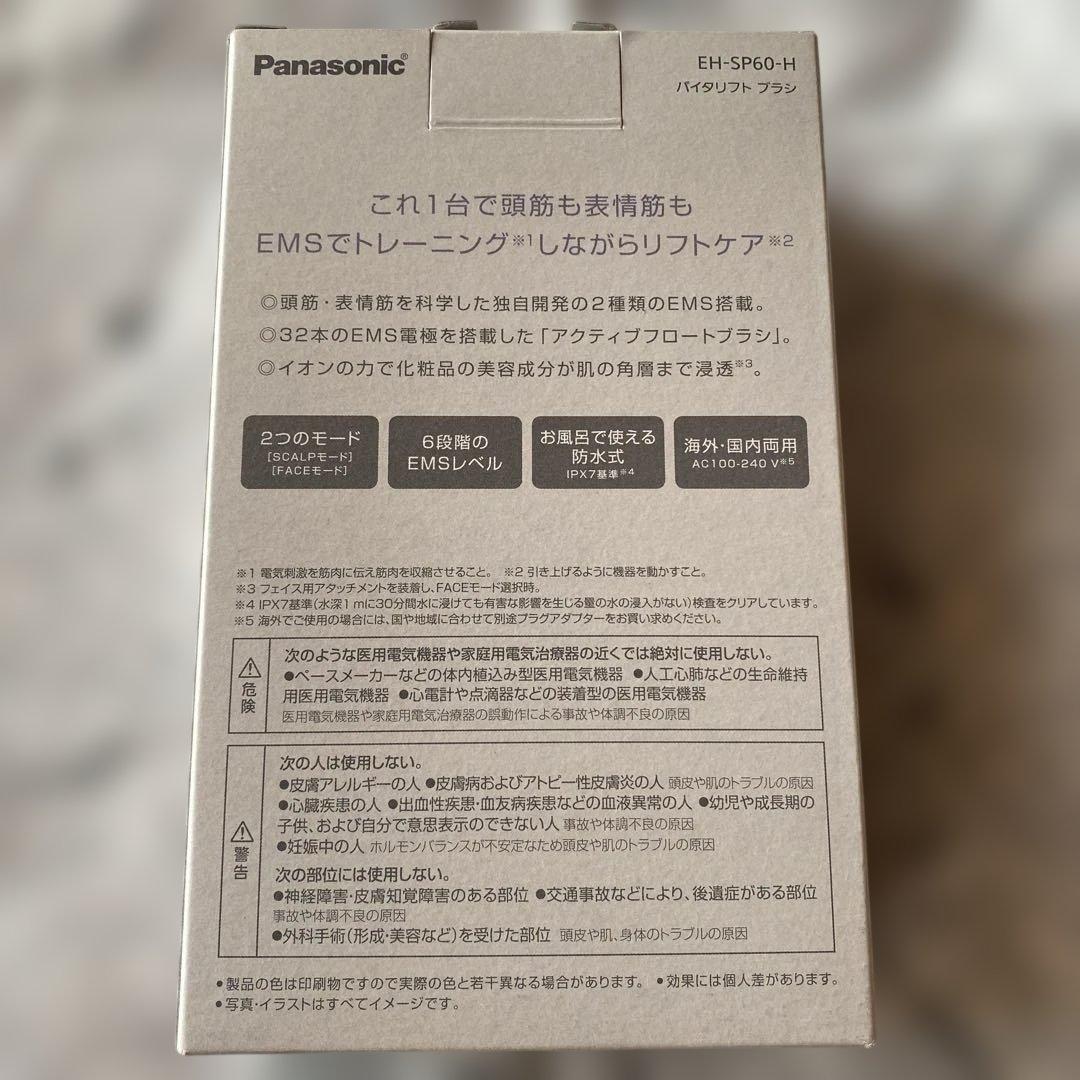 Panasonic®
EH-SP60-H
バイタリフト ブラシ
これ1台で頭筋も表情筋も
EMSでトレーニング※1しながらリフトケア※2
◎頭筋・表情筋を科学した独自開発の2種類のEMS搭載。
◎32本のEMS電極を搭載した「アクティブフロートブラシ」。
◎イオンの力で化粧品の美容成分が肌の角層まで浸透※3。
2つのモード
[SCALPモード]
[FACEモード]
6段階の
EMSレベル
お風呂で使える
防水式
IPX7基準※4
海外・国内両用
AC100-240 V※5
※1 電気刺激を筋肉に伝え筋肉を収縮させること。 ※2 引き上げるように機器を動かすこと。
※3 フェイス用アタッチメントを装着し、FACEモード選択時。
※4 IPX7基準(水深1mに30分間水に浸けても有害な影響を生じる量の水の浸入がない)検査をクリアしています。
※5 海外でご使用の場合には、国や地域に合わせて別途プラグアダプターをお買い求めください。
⚠危険
次のような医用電気機器や家庭用電気治療器の近くでは絶対に使用しない。
●ペースメーカーなどの体内植込み型医用電気機器 ●人工心肺などの生命維持
用医用電気機器 ●心電計や点滴器などの装着型の医用電気機器
医用電気機器や家庭用電気治療器の誤動作による事故や体調不良の原因
⚠警告
次の人は使用しない。
●皮膚アレルギーの人 ●皮膚病およびアトピー性皮膚炎の人 頭皮や肌のトラブルの原因
●心臓疾患の人 ●出血性疾患・血友病疾患などの血液異常の人 ●幼児や成長期の
子供、および自分で意思表示のできない人 事故や体調不良の原因
●妊娠中の人 ホルモンバランスが不安定なため頭皮や肌のトラブルの原因
次の部位には使用しない。
●神経障害・皮膚知覚障害のある部位 ●交通事故などにより、後遺症がある部位
事故や体調不良の原因
●外科手術(形成・美容など)を受けた部位 頭皮や肌、身体のトラブルの原因
•製品の色は印刷物ですので実際の色と若干異なる場合があります。 •効果には個人差があります。
•写真・イラストはすべてイメージです。